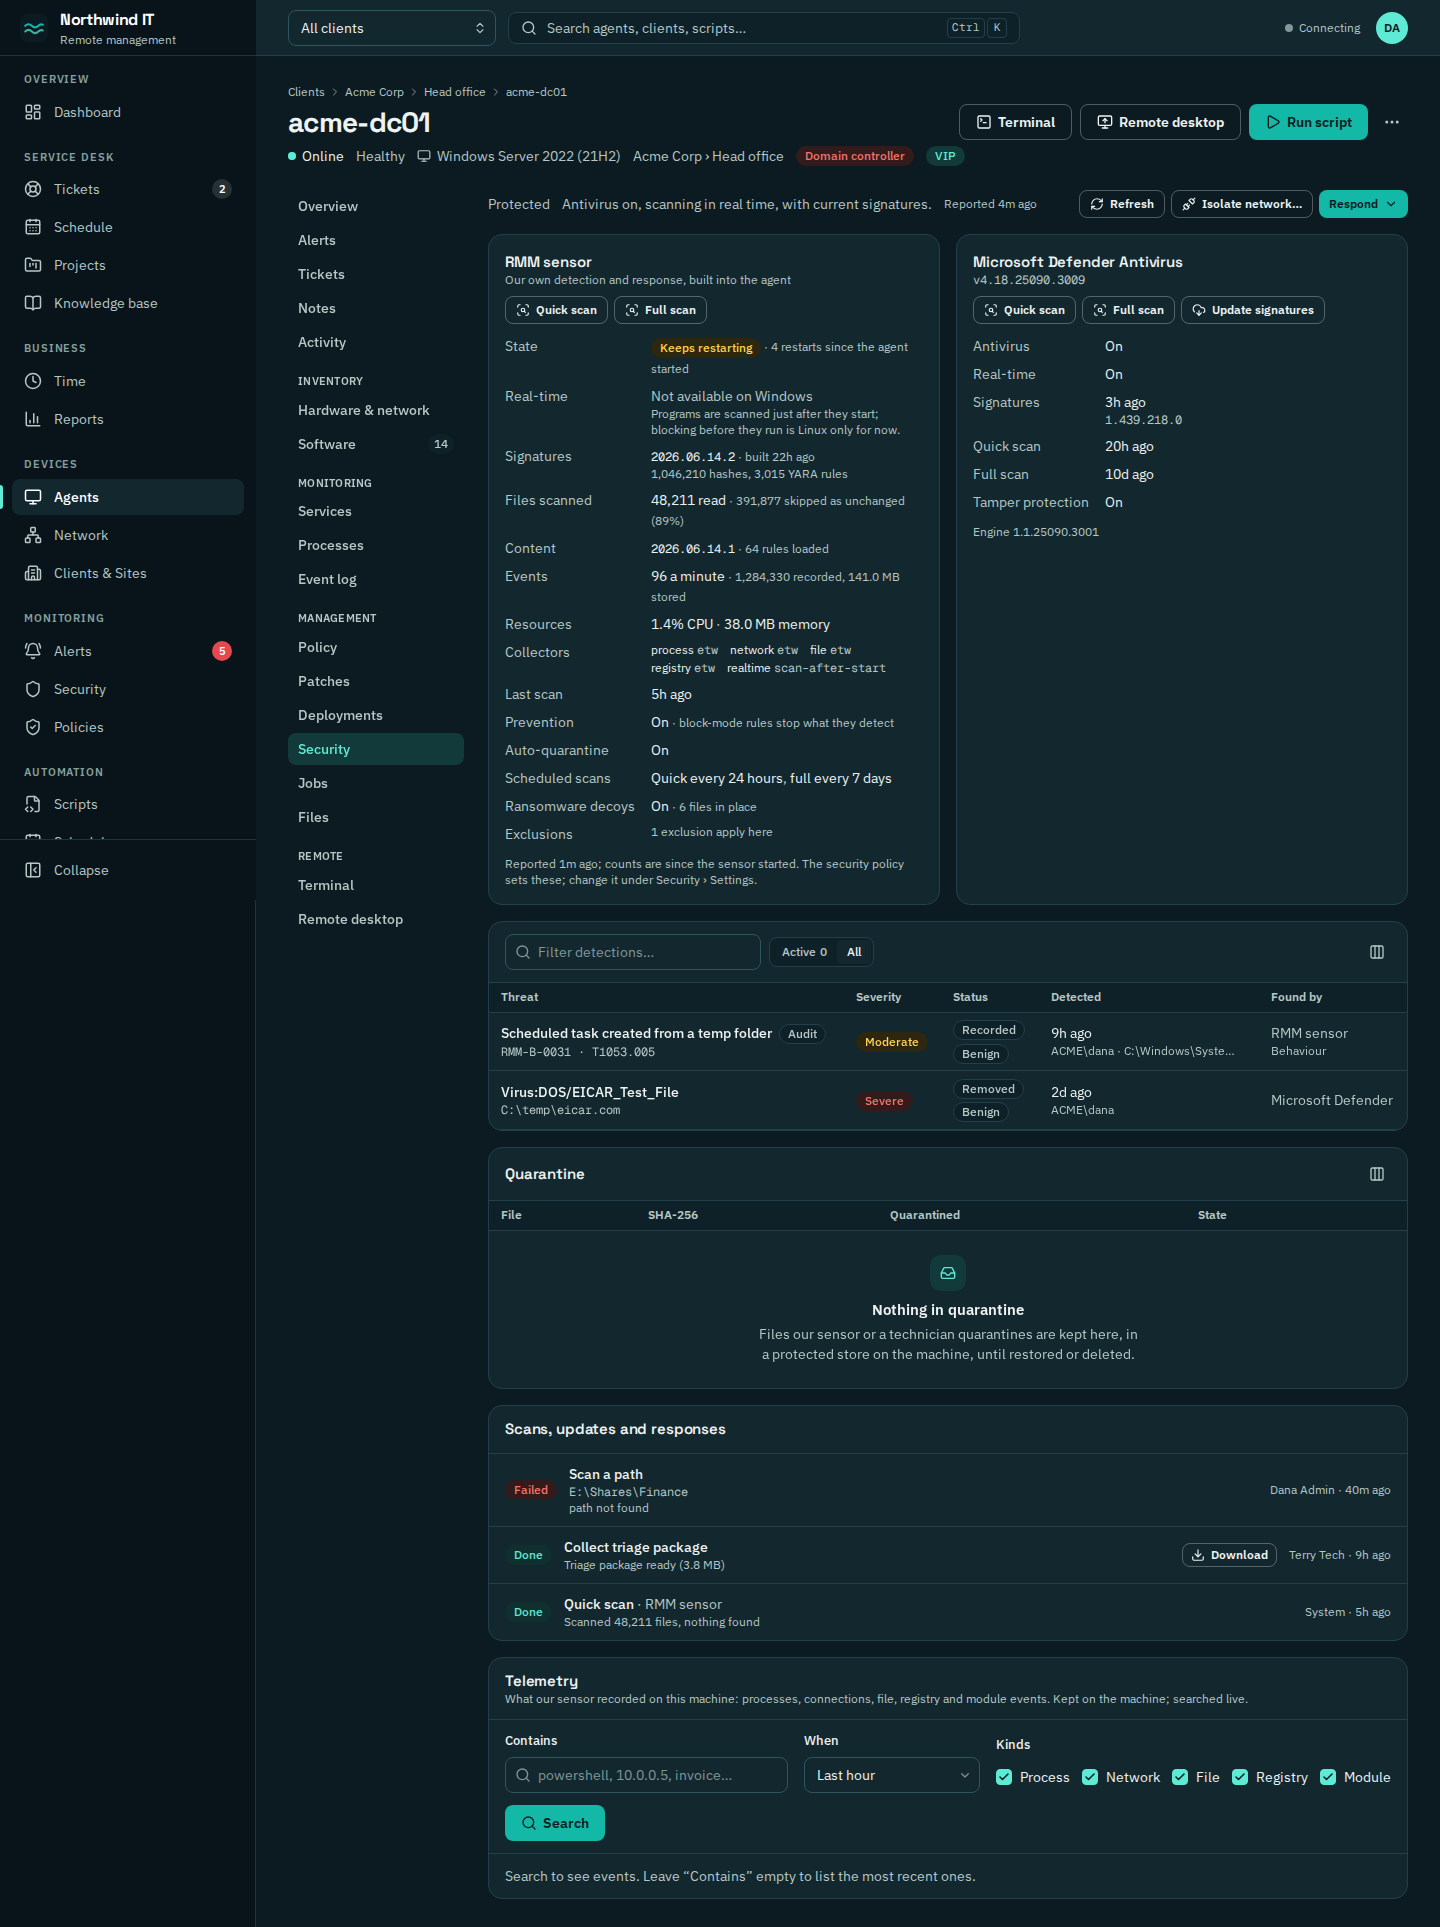 Northwind IT
Remote management
All clients
Search agents, clients, scripts...
Ctrl K
Connecting
DA
OVERVIEW
Dashboard
SERVICE DESK
Tickets 2
Schedule
Projects
Knowledge base
BUSINESS
Time
Reports
DEVICES
Agents
Network
Clients & Sites
MONITORING
Alerts 5
Security
Policies
AUTOMATION
Scripts
Collapse
Clients > Acme Corp > Head office > acme-dc01
acme-dc01
Terminal
Remote desktop
Run script
Online Healthy Windows Server 2022 (21H2) Acme Corp › Head office Domain controller VIP
Overview
Alerts
Tickets
Notes
Activity
INVENTORY
Hardware & network
Software 14
MONITORING
Services
Processes
Event log
MANAGEMENT
Policy
Patches
Deployments
Security
Jobs
Files
REMOTE
Terminal
Remote desktop
Protected Antivirus on, scanning in real time, with current signatures. Reported 4m ago
Refresh
Isolate network...
Respond
RMM sensor
Our own detection and response, built into the agent
Quick scan
Full scan
State Keeps restarting · 4 restarts since the agent
started
Real-time Not available on Windows
Programs are scanned just after they start;
blocking before they run is Linux only for now.
Signatures 2026.06.14.2 · built 22h ago
1,046,210 hashes, 3,015 YARA rules
Files scanned 48,211 read · 391,877 skipped as unchanged
(89%)
Content 2026.06.14.1 · 64 rules loaded
Events 96 a minute · 1,284,330 recorded, 141.0 MB
stored
Resources 1.4% CPU · 38.0 MB memory
Collectors process etw network etw file etw
registry etw realtime scan-after-start
Last scan 5h ago
Prevention On · block-mode rules stop what they detect
Auto-quarantine On
Scheduled scans Quick every 24 hours, full every 7 days
Ransomware decoys On · 6 files in place
Exclusions 1 exclusion apply here
Reported 1m ago; counts are since the sensor started. The security policy
sets these; change it under Security › Settings.
Microsoft Defender Antivirus
v4.18.25090.3009
Quick scan
Full scan
Update signatures
Antivirus On
Real-time On
Signatures 3h ago
1.439.218.0
Quick scan 20h ago
Full scan 10d ago
Tamper protection On
Engine 1.1.25090.3001
Filter detections...
Active 0 All
Threat Severity Status Detected Found by
Scheduled task created from a temp folder Audit
RMM-B-0031 · T1053.005
Moderate
Recorded
Benign
9h ago
ACME\dana · C:\Windows\Syste...
RMM sensor
Behaviour
Virus:DOS/EICAR_Test_File
C:\temp\eicar.com
Severe
Removed
Benign
2d ago
ACME\dana
Microsoft Defender
Quarantine
File SHA-256 Quarantined State
Nothing in quarantine
Files our sensor or a technician quarantines are kept here, in
a protected store on the machine, until restored or deleted.
Scans, updates and responses
Failed
Scan a path
E:\Shares\Finance
path not found
Dana Admin · 40m ago
Done
Collect triage package
Triage package ready (3.8 MB)
Download
Terry Tech · 9h ago
Done
Quick scan · RMM sensor
Scanned 48,211 files, nothing found
System · 5h ago
Telemetry
What our sensor recorded on this machine: processes, connections, file, registry and module events. Kept on the machine; searched live.
Contains When Kinds
powershell, 10.0.0.5, invoice...
Last hour
Process Network File Registry Module
Search
Search to see events. Leave “Contains” empty to list the most recent ones.